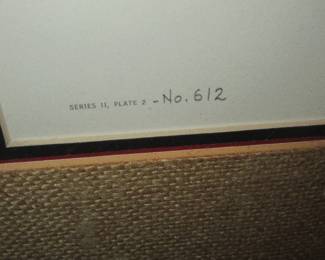 SERIES II, PLATE 2 - No. 612